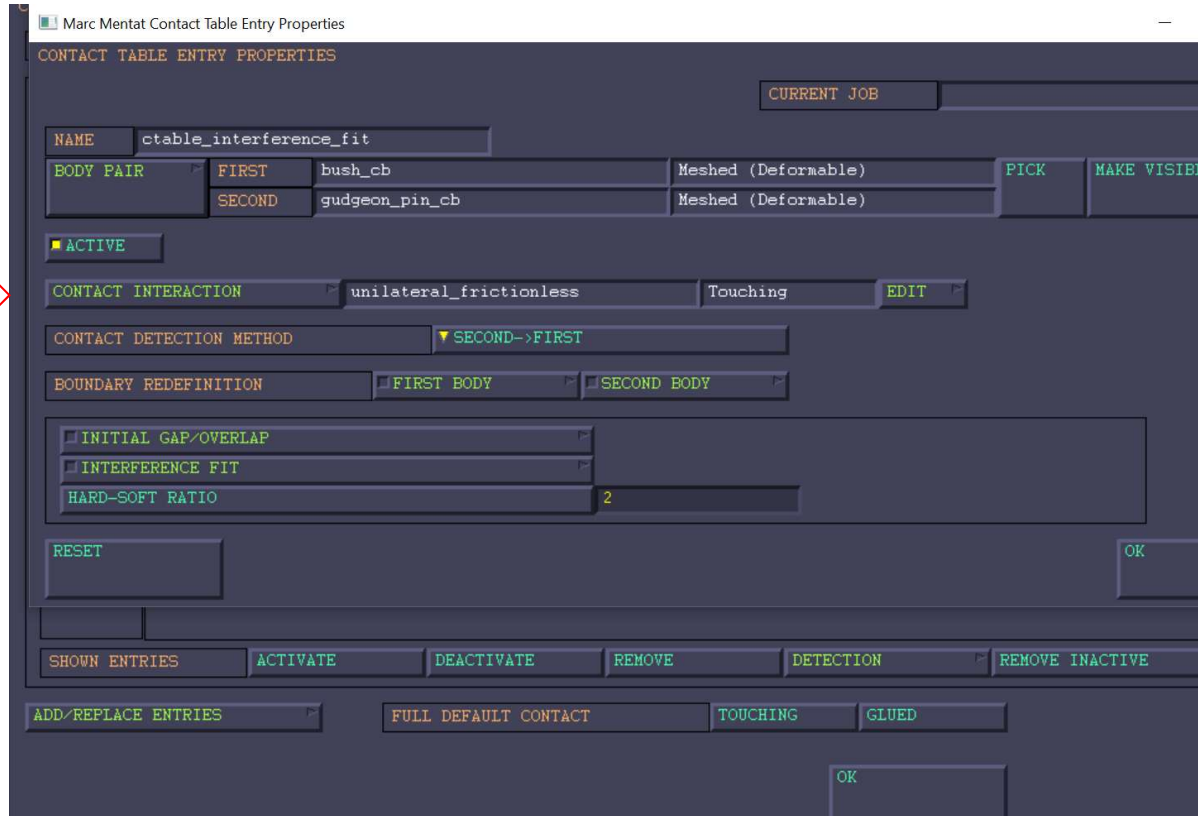 Marc Mentat Contact Table Entry Properties
CONTACT TABLE ENTRY PROPERTIES
CURRENT JOB
NAME ctable_interference_fit
BODY PAIR FIRST bush_cb Meshed (Deformable) PICK MAKE VISIB
SECOND gudgeon_pin_cb Meshed (Deformable)
ACTIVE
CONTACT INTERACTION unilateral_frictionless Touching EDIT
CONTACT DETECTION METHOD SECOND->FIRST
BOUNDARY REDEFINITION FIRST BODY SECOND BODY
INITIAL GAP/OVERLAP
INTERFERENCE FIT
HARD-SOFT RATIO 2
RESET OK
SHOWN ENTRIES ACTIVATE DEACTIVATE REMOVE DETECTION REMOVE INACTIVE
ADD/REPLACE ENTRIES FULL DEFAULT CONTACT TOUCHING GLUED
OK